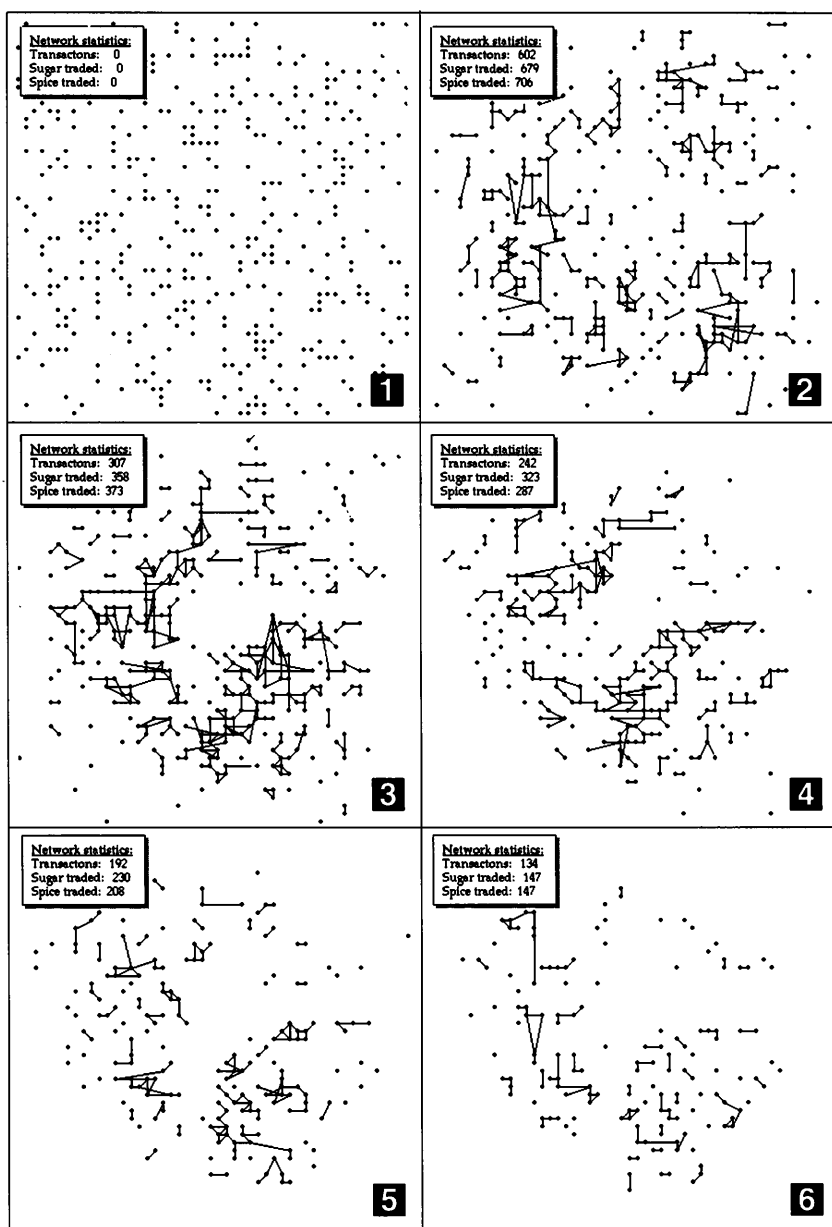 Network statistics:
Transactons: 0
Sugar traded: 0
Spice traded: 0
1
Network statistics:
Transactons: 602
Sugar traded: 679
Spice traded: 706
2
Network statistics:
Transactons: 307
Sugar traded: 358
Spice traded: 373
3
Network statistics:
Transactons: 242
Sugar traded: 323
Spice traded: 287
4
Network statistics:
Transactons: 192
Sugar traded: 230
Spice traded: 208
5
Network statistics:
Transactons: 134
Sugar traded: 147
Spice traded: 147
6